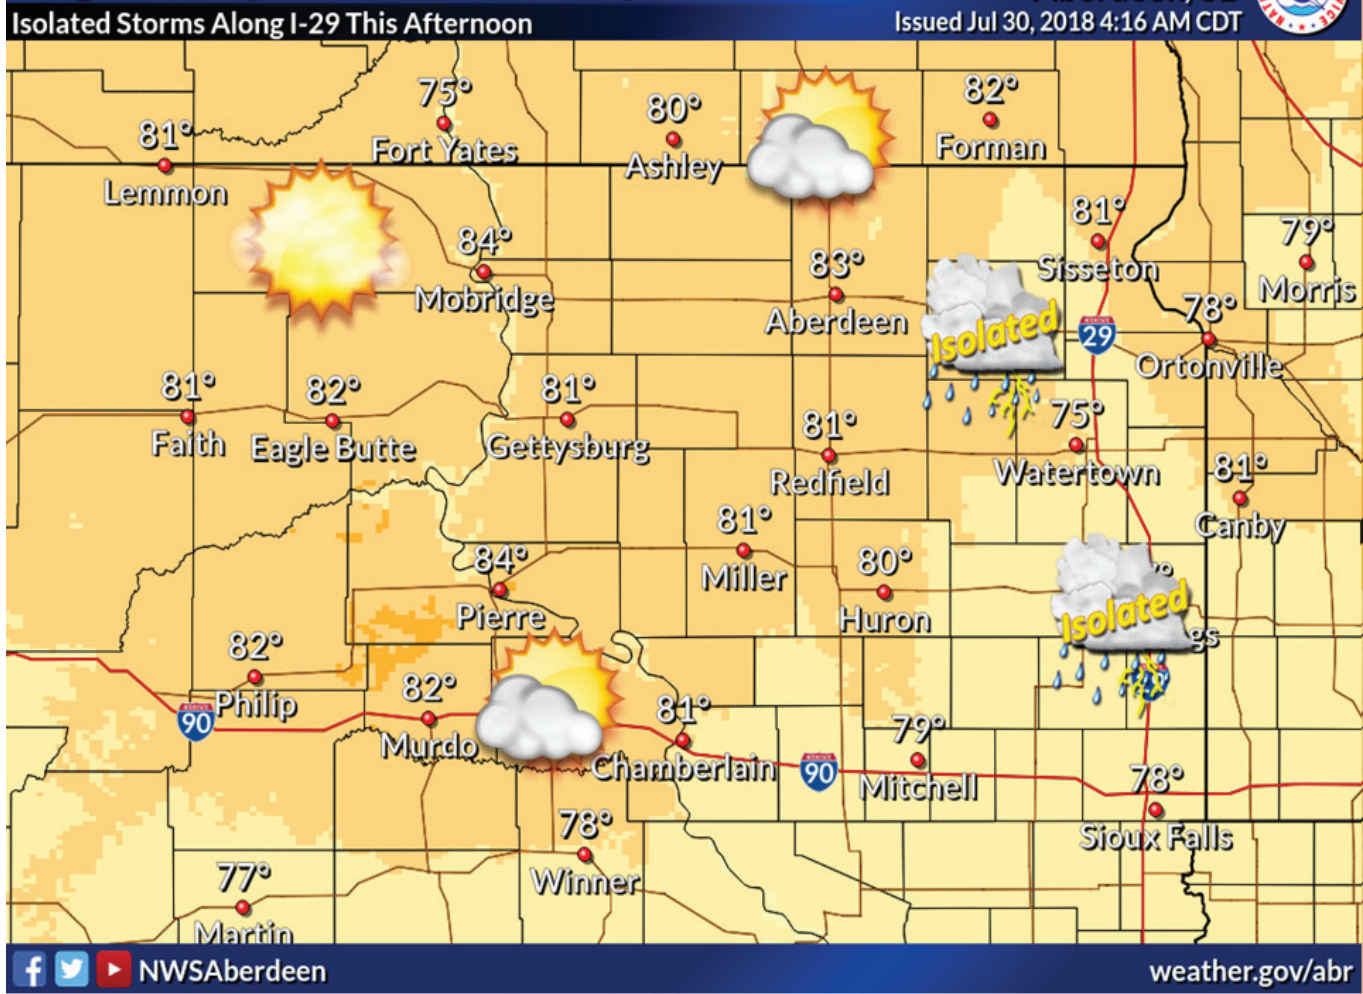 Isolated Storms Along I-29 This Afternoon
Issued Jul 30, 2018 4:16 AM CDT
75°
Fort Yates
80°
Ashley
82°
Forman
81°
Lemmon
81°
Sisseton
79°
Morris
84°
Mobridge
83°
Aberdeen
Isolated
29
78°
Ortonville
81°
Faith
82°
Eagle Butte
81°
Gettysburg
81°
Redfield
75°
Watertown
81°
Canby
81°
Miller
84°
Pierre
80°
Huron
Isolated
gs
82°
Philip
90
82°
Murdo
81°
Chamberlain
90
79°
Mitchell
78°
Sioux Falls
78°
Winner
77°
Martin
NWSAberdeen
weather.gov/abr